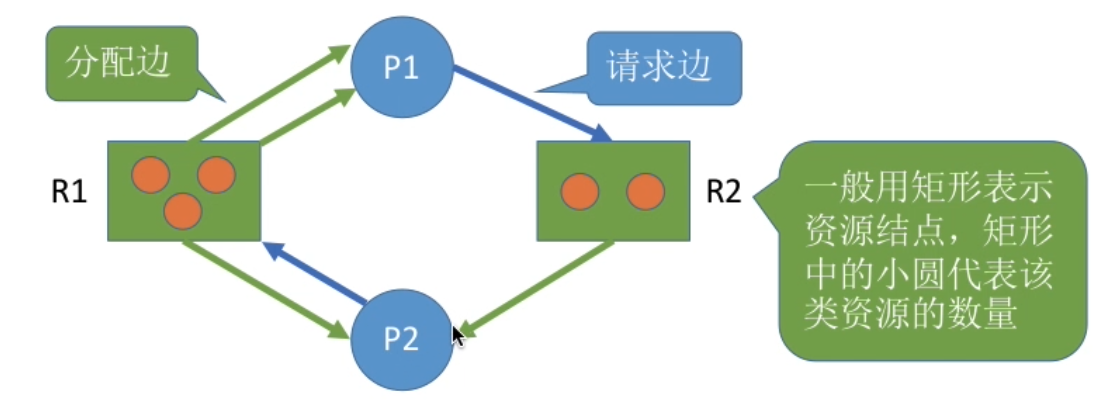 分配边
P1
请求边
R1
R2
一般用矩形表示
资源结点，矩形
中的小圆代表该
类资源的数量
P2